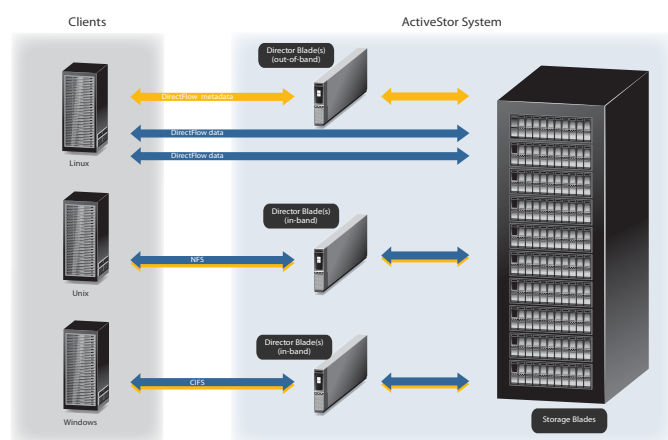 Clients
ActiveStor System
Director Blade(s)
(out-of-band)
DirectFlow metadata
DirectFlow data
DirectFlow data
Linux
Director Blade(s)
(in-band)
NFS
Unix
Director Blade(s)
(in-band)
CIFS
Windows
Storage Blades